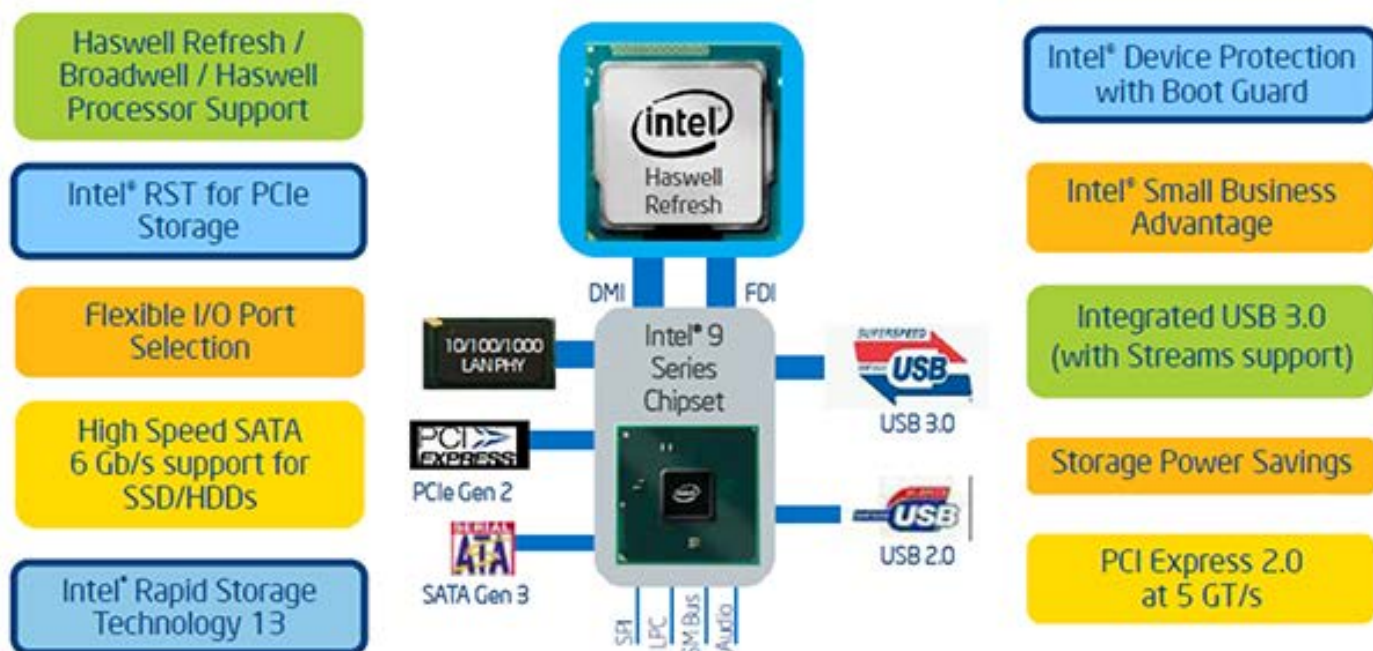 Haswell Refresh /
Broadwell / Haswell
Processor Support
Intel® RST for PCIe
Storage
Flexible I/O Port
Selection
High Speed SATA
6 Gb/s support for
SSD/HDDs
Intel® Rapid Storage
Technology 13
intel®
Haswell
Refresh
DMI
FDI
10/100/1000
LAN PHY
PCI
EXPRESS
PCIe Gen 2
SERIAL
ATA
SATA Gen 3
Intel® 9
Series
Chipset
intel
SUPERSPEED
USB
USB 3.0
USB
USB 2.0
SPI
LPC
SM Bus
Audio
Intel® Device Protection
with Boot Guard
Intel® Small Business
Advantage
Integrated USB 3.0
(with Streams support)
Storage Power Savings
PCI Express 2.0
at 5 GT/s